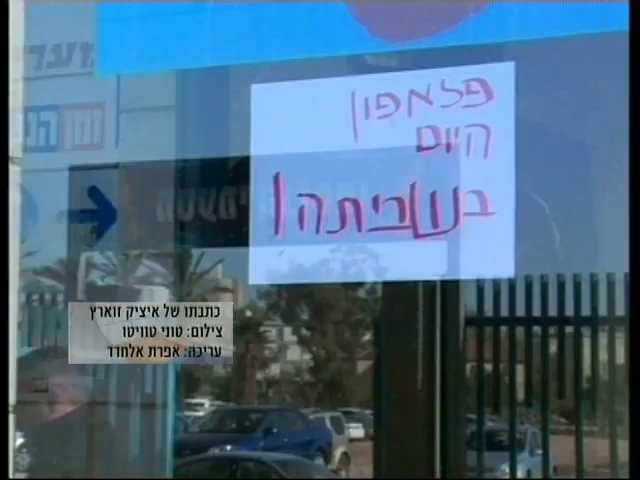 פלאפון
היום
בשביתה!
כתבתו של איציק זוארץ
צילום: טוני טוויטו
עריכה: אפרת אלחדד